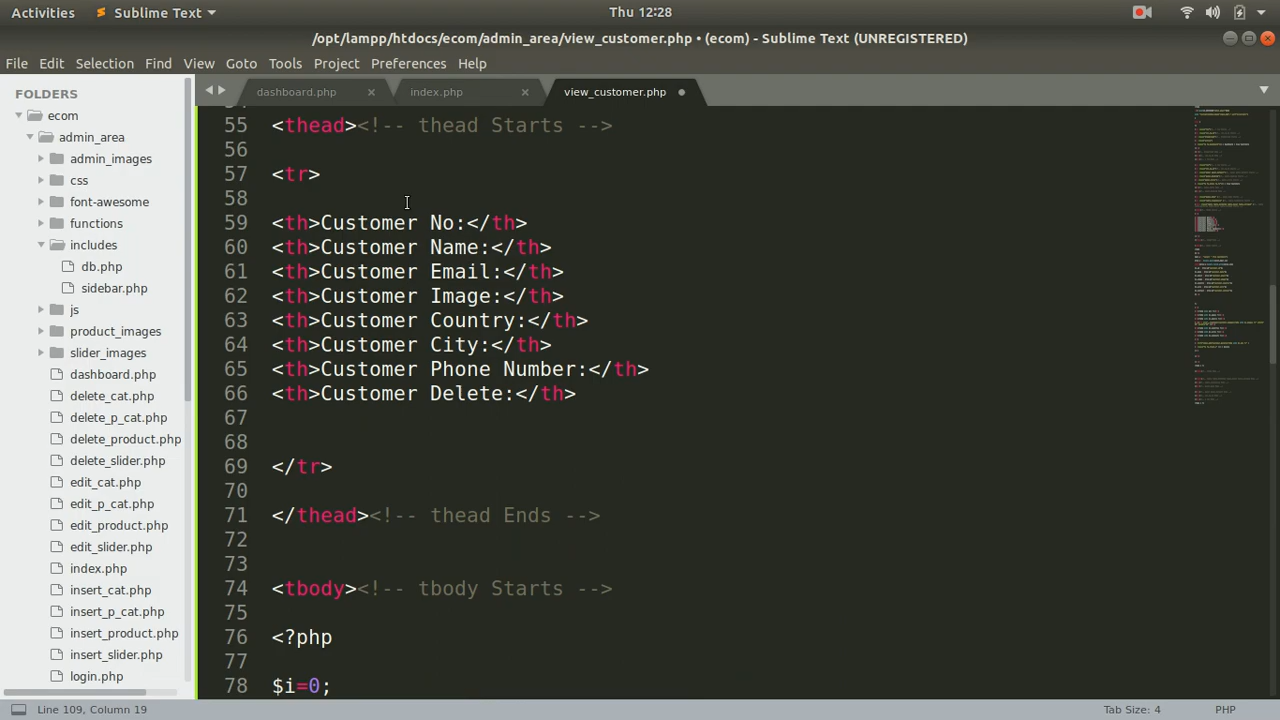 Activities Sublime Text Thu 12:28
/opt/lampp/htdocs/ecom/admin_area/view_customer.php • (ecom) - Sublime Text (UNREGISTERED)
File Edit Selection Find View Goto Tools Project Preferences Help
FOLDERS
ecom
admin_area
admin_images
css
font-awesome
functions
includes
db.php
sidebar.php
js
product_images
slider_images
dashboard.php
delete_cat.php
delete_p_cat.php
delete_product.php
delete_slider.php
edit_cat.php
edit_p_cat.php
edit_product.php
edit_slider.php
index.php
insert_cat.php
insert_p_cat.php
insert_product.php
insert_slider.php
login.php
dashboard.php index.php view_customer.php
55 <thead><!-- thead Starts -->
56
57 <tr>
58
59 <th>Customer No:</th>
60 <th>Customer Name:</th>
61 <th>Customer Email:</th>
62 <th>Customer Image:</th>
63 <th>Customer Country:</th>
64 <th>Customer City:</th>
65 <th>Customer Phone Number:</th>
66 <th>Customer Delete:</th>
67
68
69 </tr>
70
71 </thead><!-- thead Ends -->
72
73
74 <tbody><!-- tbody Starts -->
75
76 <?php
77
78 $i=0;
Line 109, Column 19 Tab Size: 4 PHP